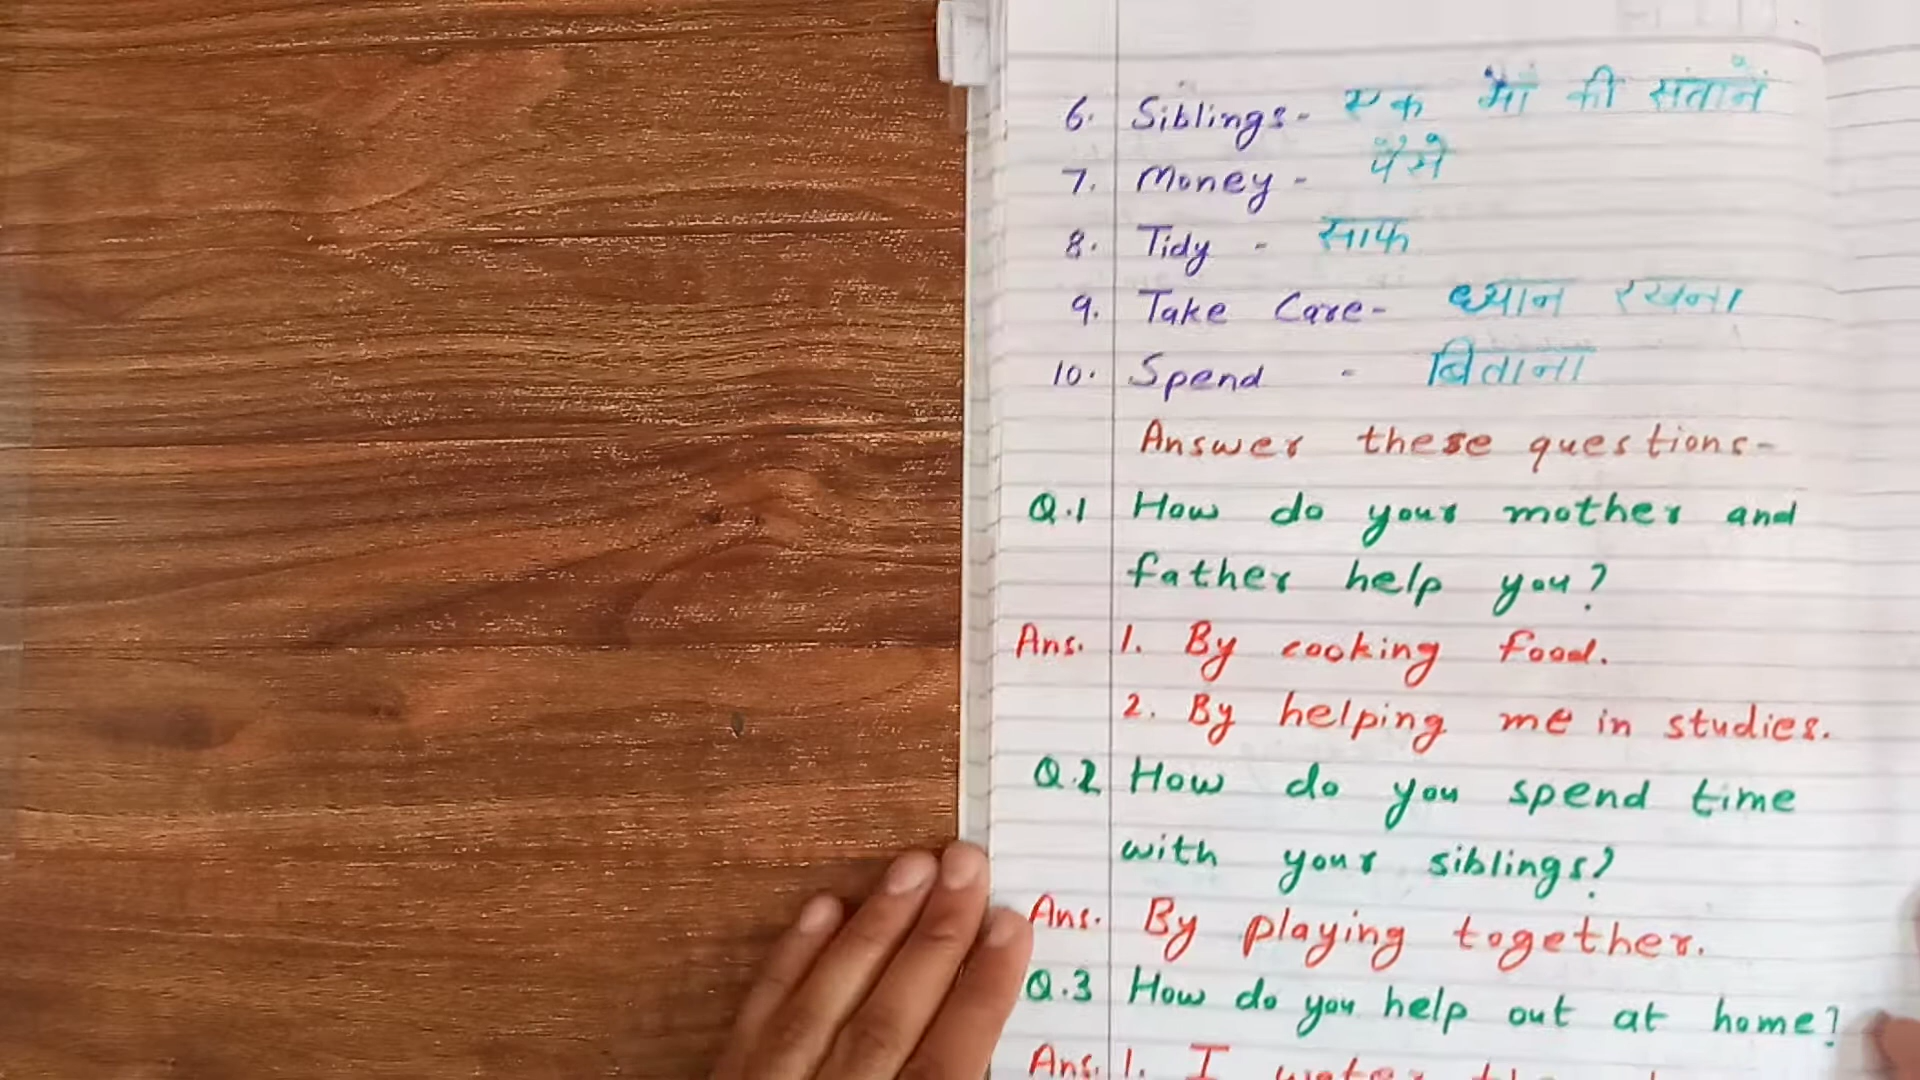 6. Siblings- एक माँ की संतानें
7. Money - पैसे
8. Tidy - साफ
9. Take Care- ध्यान रखना
10. Spend - बिताना
Answer these questions-
Q.1 How do your mother and
father help you?
Ans. 1. By cooking food.
2. By helping me in studies.
Q.2 How do you spend time
with your siblings?
Ans. By playing together.
Q.3 How do you help out at home?
Ans. 1. I water